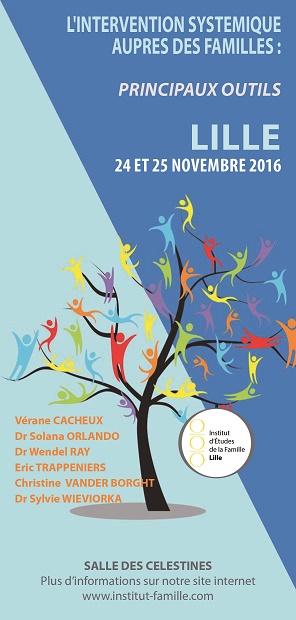 L'INTERVENTION SYSTEMIQUE
AUPRES DES FAMILLES :
PRINCIPAUX OUTILS
LILLE
24 ET 25 NOVEMBRE 2016
Vérane CACHEUX
Dr Solana ORLANDO
Dr Wendel RAY
Eric TRAPPENIERS
Christine VANDER BORGHT
Dr Sylvie WIEVIORKA
Institut
d'Études
de la Famille
Lille
SALLE DES CELESTINES
Plus d'informations sur notre site internet
www.institut-famille.com